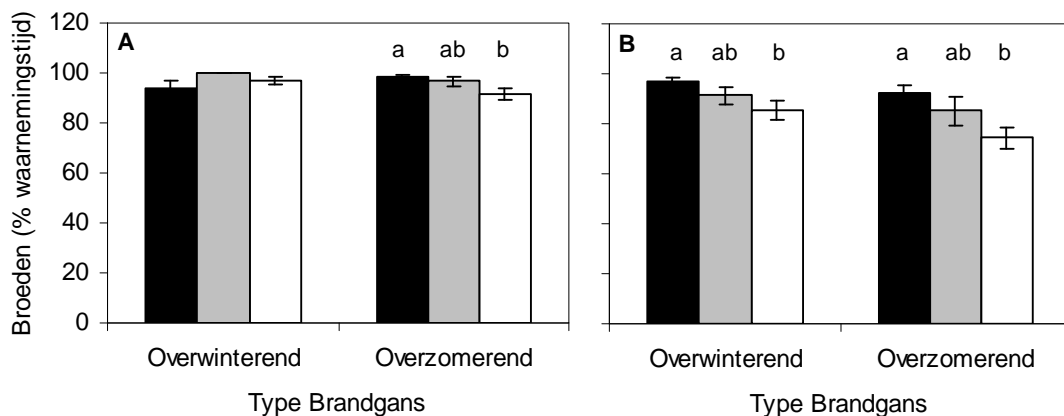 Broeden (% waarnemingstijd)
120
100
80
60
40
20
0
A
a ab b
Overwinterend Overzomerend
Type Brandgans
B
a ab b a ab b
Overwinterend Overzomerend
Type Brandgans